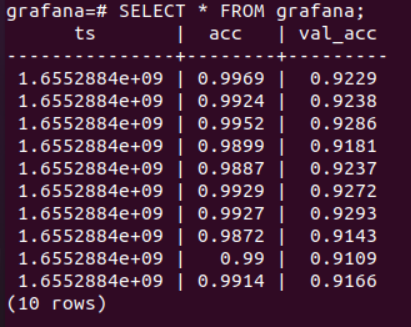 grafana=# SELECT * FROM grafana;
ts | acc | val_acc
---------------+--------+---------
1.6552884e+09 | 0.9969 | 0.9229
1.6552884e+09 | 0.9924 | 0.9238
1.6552884e+09 | 0.9952 | 0.9286
1.6552884e+09 | 0.9899 | 0.9181
1.6552884e+09 | 0.9887 | 0.9237
1.6552884e+09 | 0.9929 | 0.9272
1.6552884e+09 | 0.9927 | 0.9293
1.6552884e+09 | 0.9872 | 0.9143
1.6552884e+09 | 0.99 | 0.9109
1.6552884e+09 | 0.9914 | 0.9166
(10 rows)